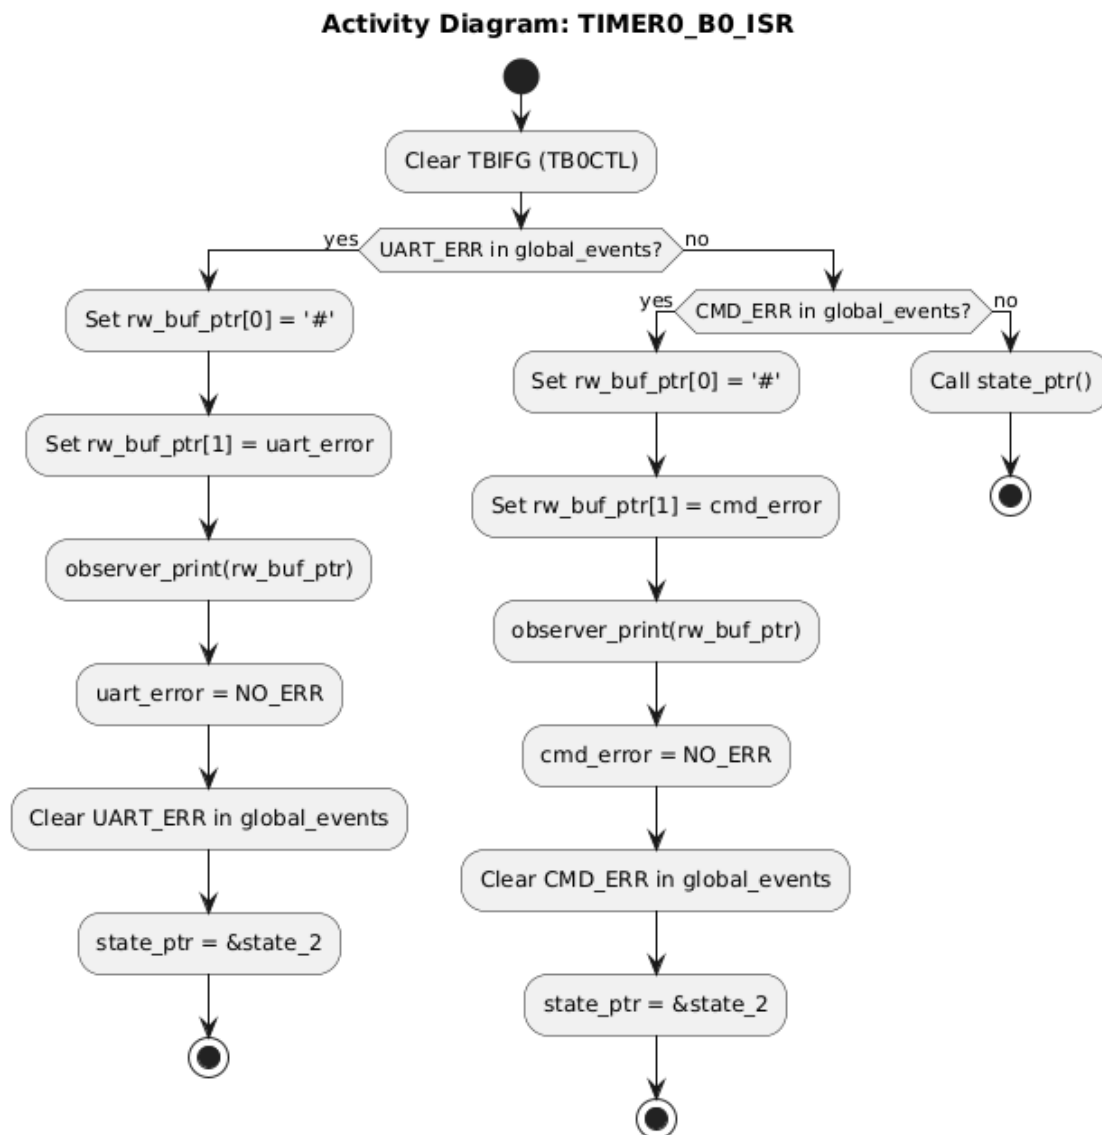 Activity Diagram: TIMER0_B0_ISR
Clear TBIFG (TB0CTL)
yes
UART_ERR in global_events?
no
Set rw_buf_ptr[0] = '#'
Set rw_buf_ptr[1] = uart_error
observer_print(rw_buf_ptr)
uart_error = NO_ERR
Clear UART_ERR in global_events
state_ptr = &state_2
yes
CMD_ERR in global_events?
no
Set rw_buf_ptr[0] = '#'
Set rw_buf_ptr[1] = cmd_error
observer_print(rw_buf_ptr)
cmd_error = NO_ERR
Clear CMD_ERR in global_events
state_ptr = &state_2
Call state_ptr()